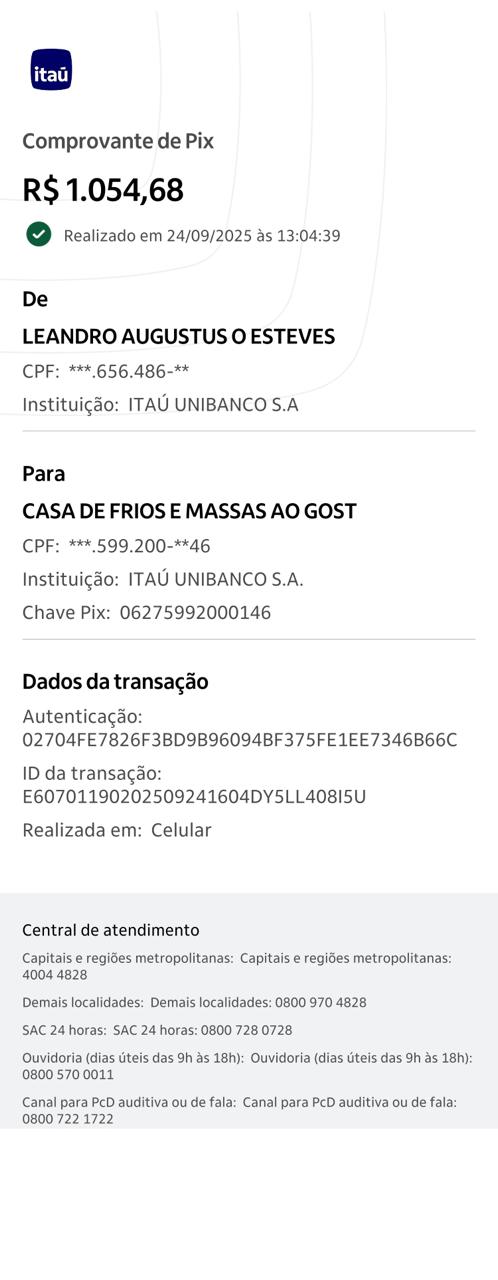 itaú
Comprovante de Pix
R$ 1.054,68
Realizado em 24/09/2025 às 13:04:39
De
LEANDRO AUGUSTUS O ESTEVES
CPF: ***.656.486-**
Instituição: ITAÚ UNIBANCO S.A
Para
CASA DE FRIOS E MASSAS AO GOST
CPF: ***.599.200-**46
Instituição: ITAÚ UNIBANCO S.A.
Chave Pix: 06275992000146
Dados da transação
Autenticação:
02704FE7826F3BD9B96094BF375FE1EE7346B66C
ID da transação:
E60701190202509241604DY5LL408I5U
Realizada em: Celular
Central de atendimento
Capitais e regiões metropolitanas: Capitais e regiões metropolitanas:
4004 4828
Demais localidades: Demais localidades: 0800 970 4828
SAC 24 horas: SAC 24 horas: 0800 728 0728
Ouvidoria (dias úteis das 9h às 18h): Ouvidoria (dias úteis das 9h às 18h):
0800 570 0011
Canal para PcD auditiva ou de fala: Canal para PcD auditiva ou de fala:
0800 722 1722